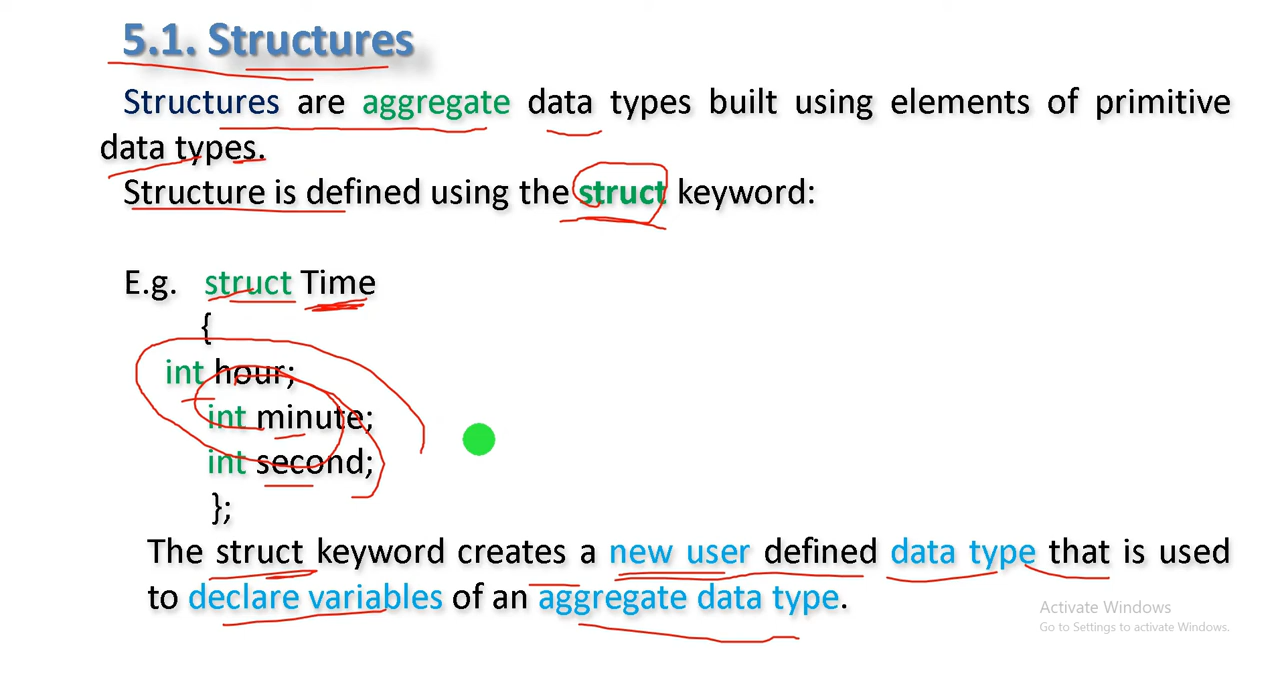 5.1. Structures
Structures are aggregate data types built using elements of primitive
data types.
Structure is defined using the struct keyword:
E.g. struct Time
{
int hour;
int minute;
int second;
};
The struct keyword creates a new user defined data type that is used
to declare variables of an aggregate data type.
Activate Windows
Go to Settings to activate Windows.